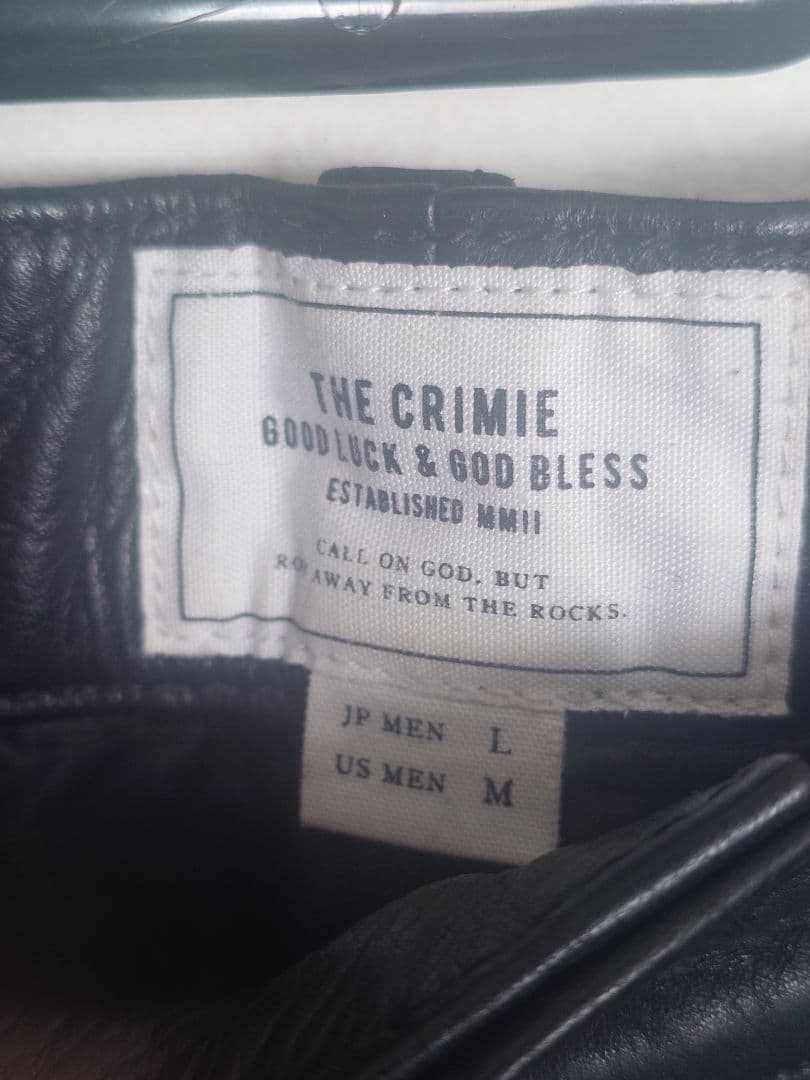 THE CRIMIE
GOOD LUCK & GOD BLESS
ESTABLISHED MMII
CALL ON GOD, BUT
AWAY FROM THE ROCKS.
JP MEN L
US MEN M